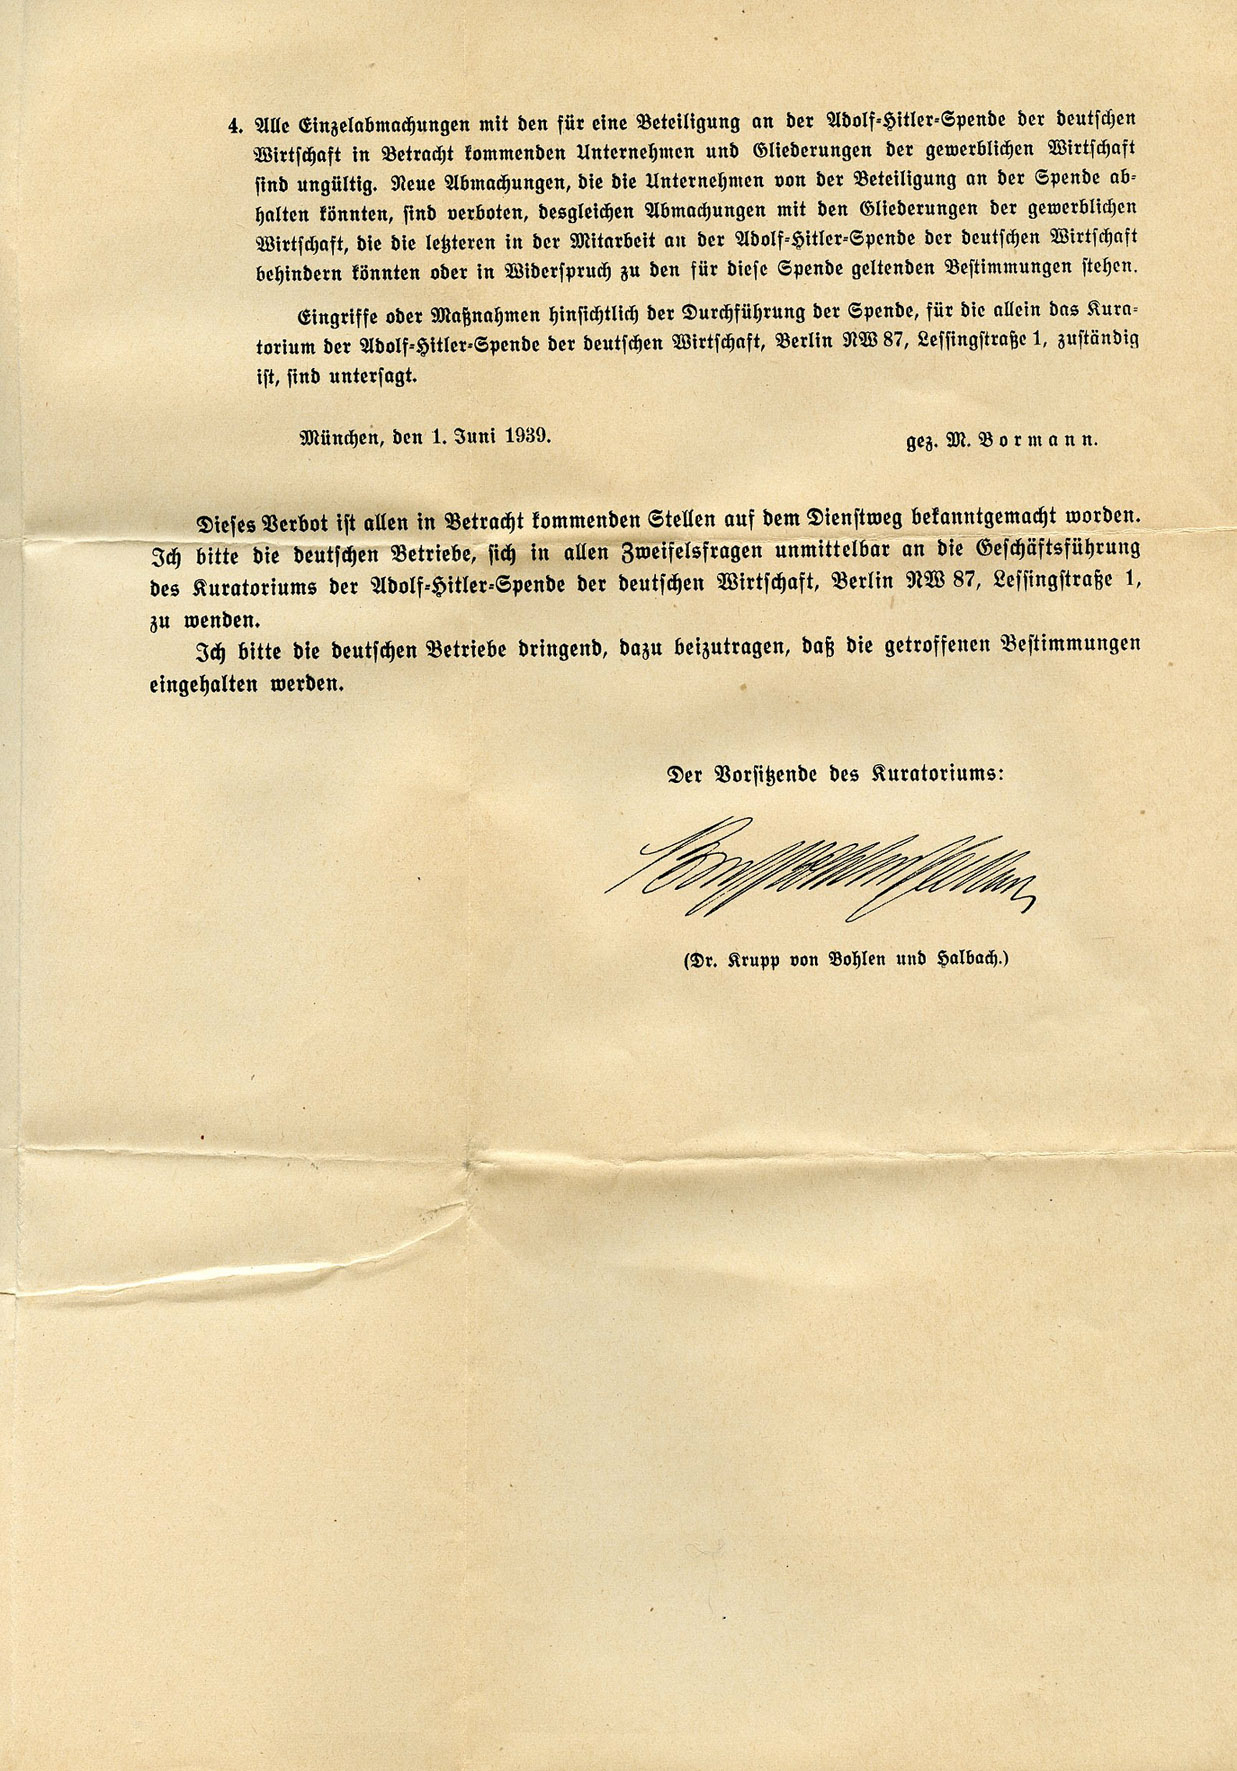 4. Alle Einzelabmachungen mit den für eine Beteiligung an der Adolf-Hitler-Spende der deutschen
Wirtschaft in Betracht kommenden Unternehmen und Gliederungen der gewerblichen Wirtschaft
sind ungültig. Neue Abmachungen, die die Unternehmen von der Beteiligung an der Spende ab-
halten könnten, sind verboten, desgleichen Abmachungen mit den Gliederungen der gewerblichen
Wirtschaft, die die letzteren in der Mitarbeit an der Adolf-Hitler-Spende der deutschen Wirtschaft
behindern könnten oder in Widerspruch zu den für diese Spende geltenden Bestimmungen stehen.
Eingriffe oder Maßnahmen hinsichtlich der Durchführung der Spende, für die allein das Kura-
torium der Adolf-Hitler-Spende der deutschen Wirtschaft, Berlin NW 87, Lessingstraße 1, zuständig
ist, sind untersagt.
München, den 1. Juni 1939. gez. M. Bormann.
Dieses Verbot ist allen in Betracht kommenden Stellen auf dem Dienstweg bekanntgemacht worden.
Ich bitte die deutschen Betriebe, sich in allen Zweifelsfragen unmittelbar an die Geschäftsführung
des Kuratoriums der Adolf-Hitler-Spende der deutschen Wirtschaft, Berlin NW 87, Lessingstraße 1,
zu wenden.
Ich bitte die deutschen Betriebe dringend, dazu beizutragen, daß die getroffenen Bestimmungen
eingehalten werden.
Der Vorsitzende des Kuratoriums:
(Dr. Krupp von Bohlen und Halbach.)